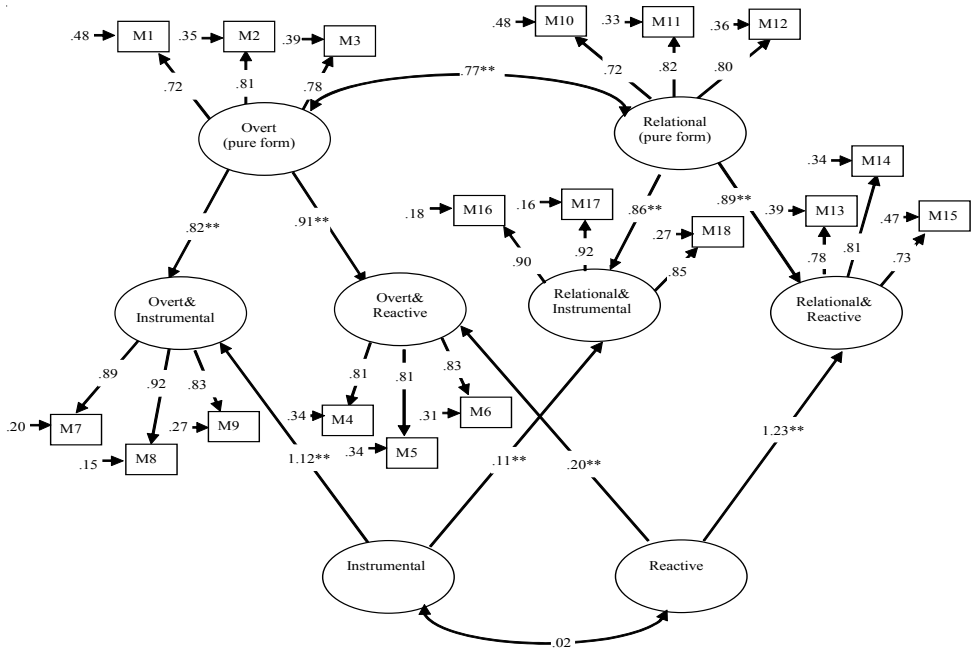 .48 M1 .35 M2 .39 M3
.48 M10 .33 M11 .36 M12
.72 .81 .78
.77**
.72 .82 .80
Overt
(pure form)
Relational
(pure form)
.34 M14
.82** .91**
.18 M16 .16 M17 .86** .27 M18
.89** .39 M13 .47 M15
.90 .92 .85
.78 .81 .73
Overt&
Instrumental
Overt&
Reactive
Relational&
Instrumental
Relational&
Reactive
.89 .92 .83
.81 .81 .83
.20 M7 .15 M8 .27 M9
.34 M4 .34 M5 .31 M6
1.12** .11** .20** 1.23**
Instrumental
Reactive
.02